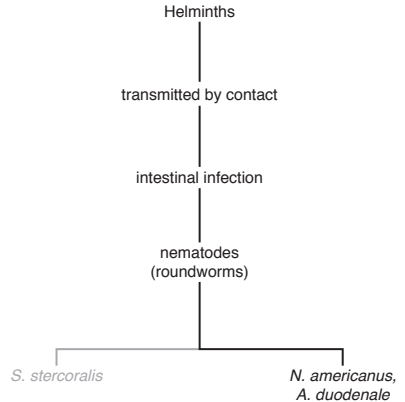 Helminths
transmitted by contact
intestinal infection
nematodes
(roundworms)
S. stercoralis
N. americanus,
A. duodenale